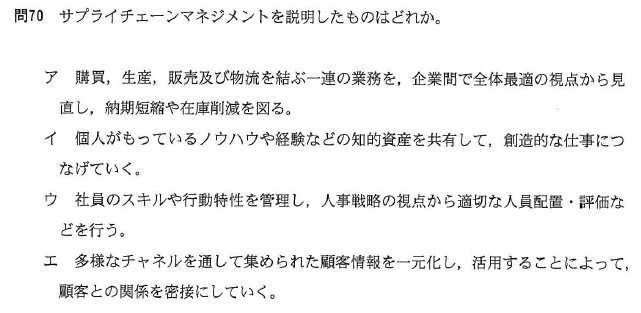 問70　サプライチェーンマネジメントを説明したものはどれか。
ア　購買，生産，販売及び物流を結ぶ一連の業務を，企業間で全体最適の視点から見
直し，納期短縮や在庫削減を図る。
イ　個人がもっているノウハウや経験などの知的資産を共有して，創造的な仕事につ
なげていく。
ウ　社員のスキルや行動特性を管理し，人事戦略の視点から適切な人員配置・評価な
どを行う。
エ　多様なチャネルを通して集められた顧客情報を一元化し，活用することによって，
顧客との関係を密接にしていく。